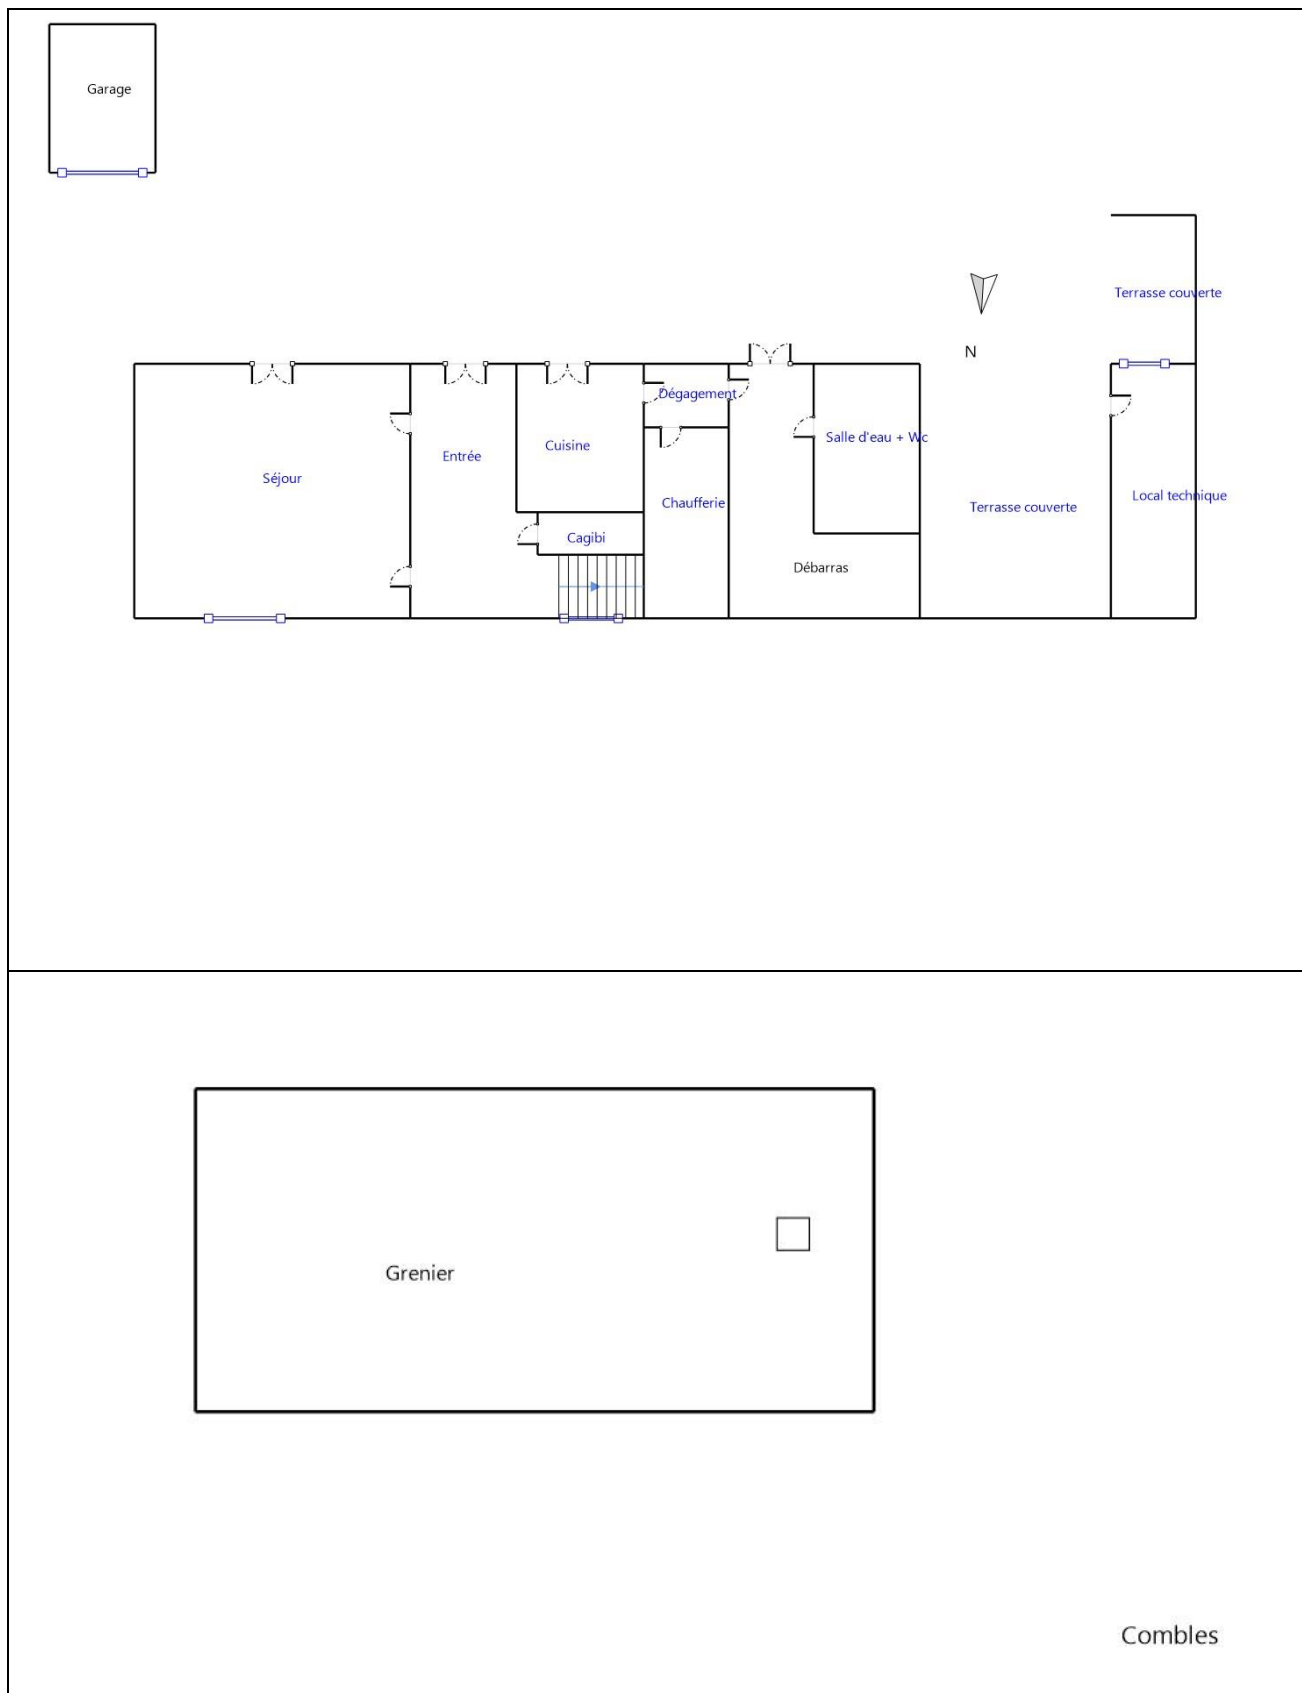 Garage
Terrasse couverte
N
Dégagement
Salle d'eau + Wc
Cuisine
Entrée
Séjour
Local technique
Chaufferie
Terrasse couverte
Cagibi
Débarras
Grenier
Combles